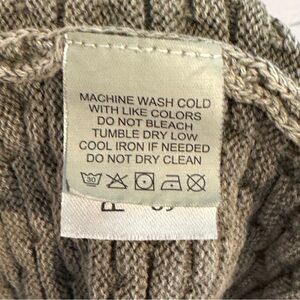 MACHINE WASH COLD
WITH LIKE COLORS
DO NOT BLEACH
TUMBLE DRY LOW
COOL IRON IF NEEDED
DO NOT DRY CLEAN
30